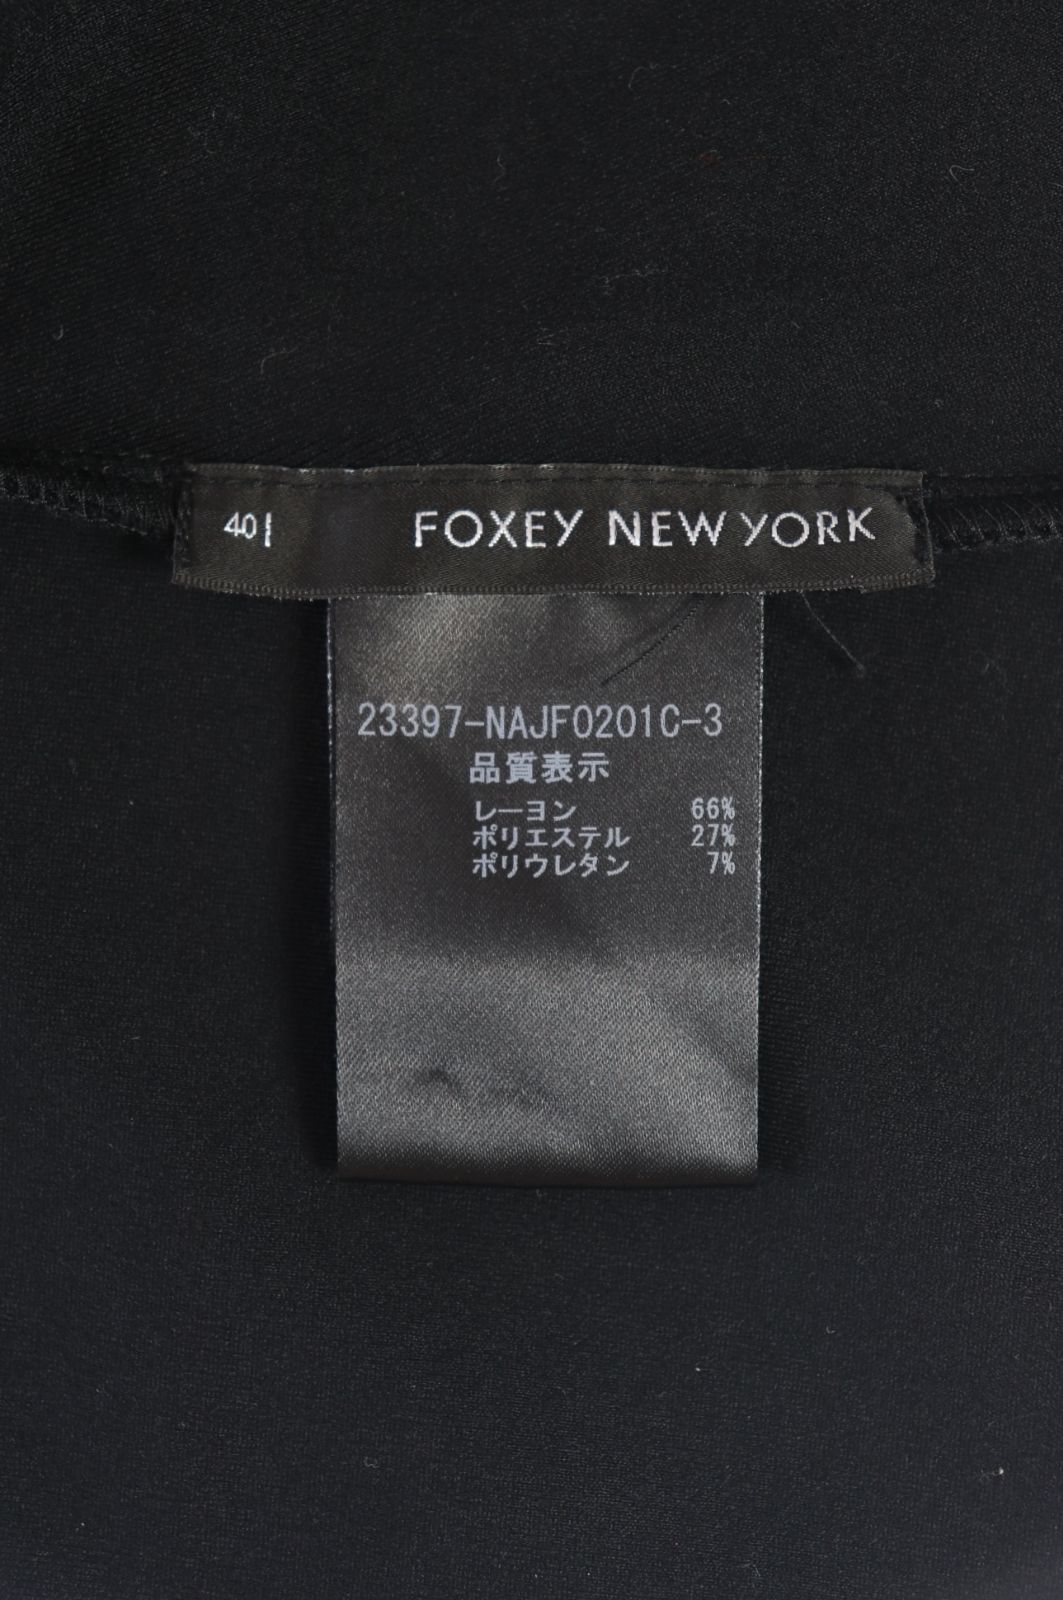 40 FOXEY NEW YORK
23397-NAJF0201C-3
品質表示
レーヨン 66%
ポリエステル 27%
ポリウレタン 7%